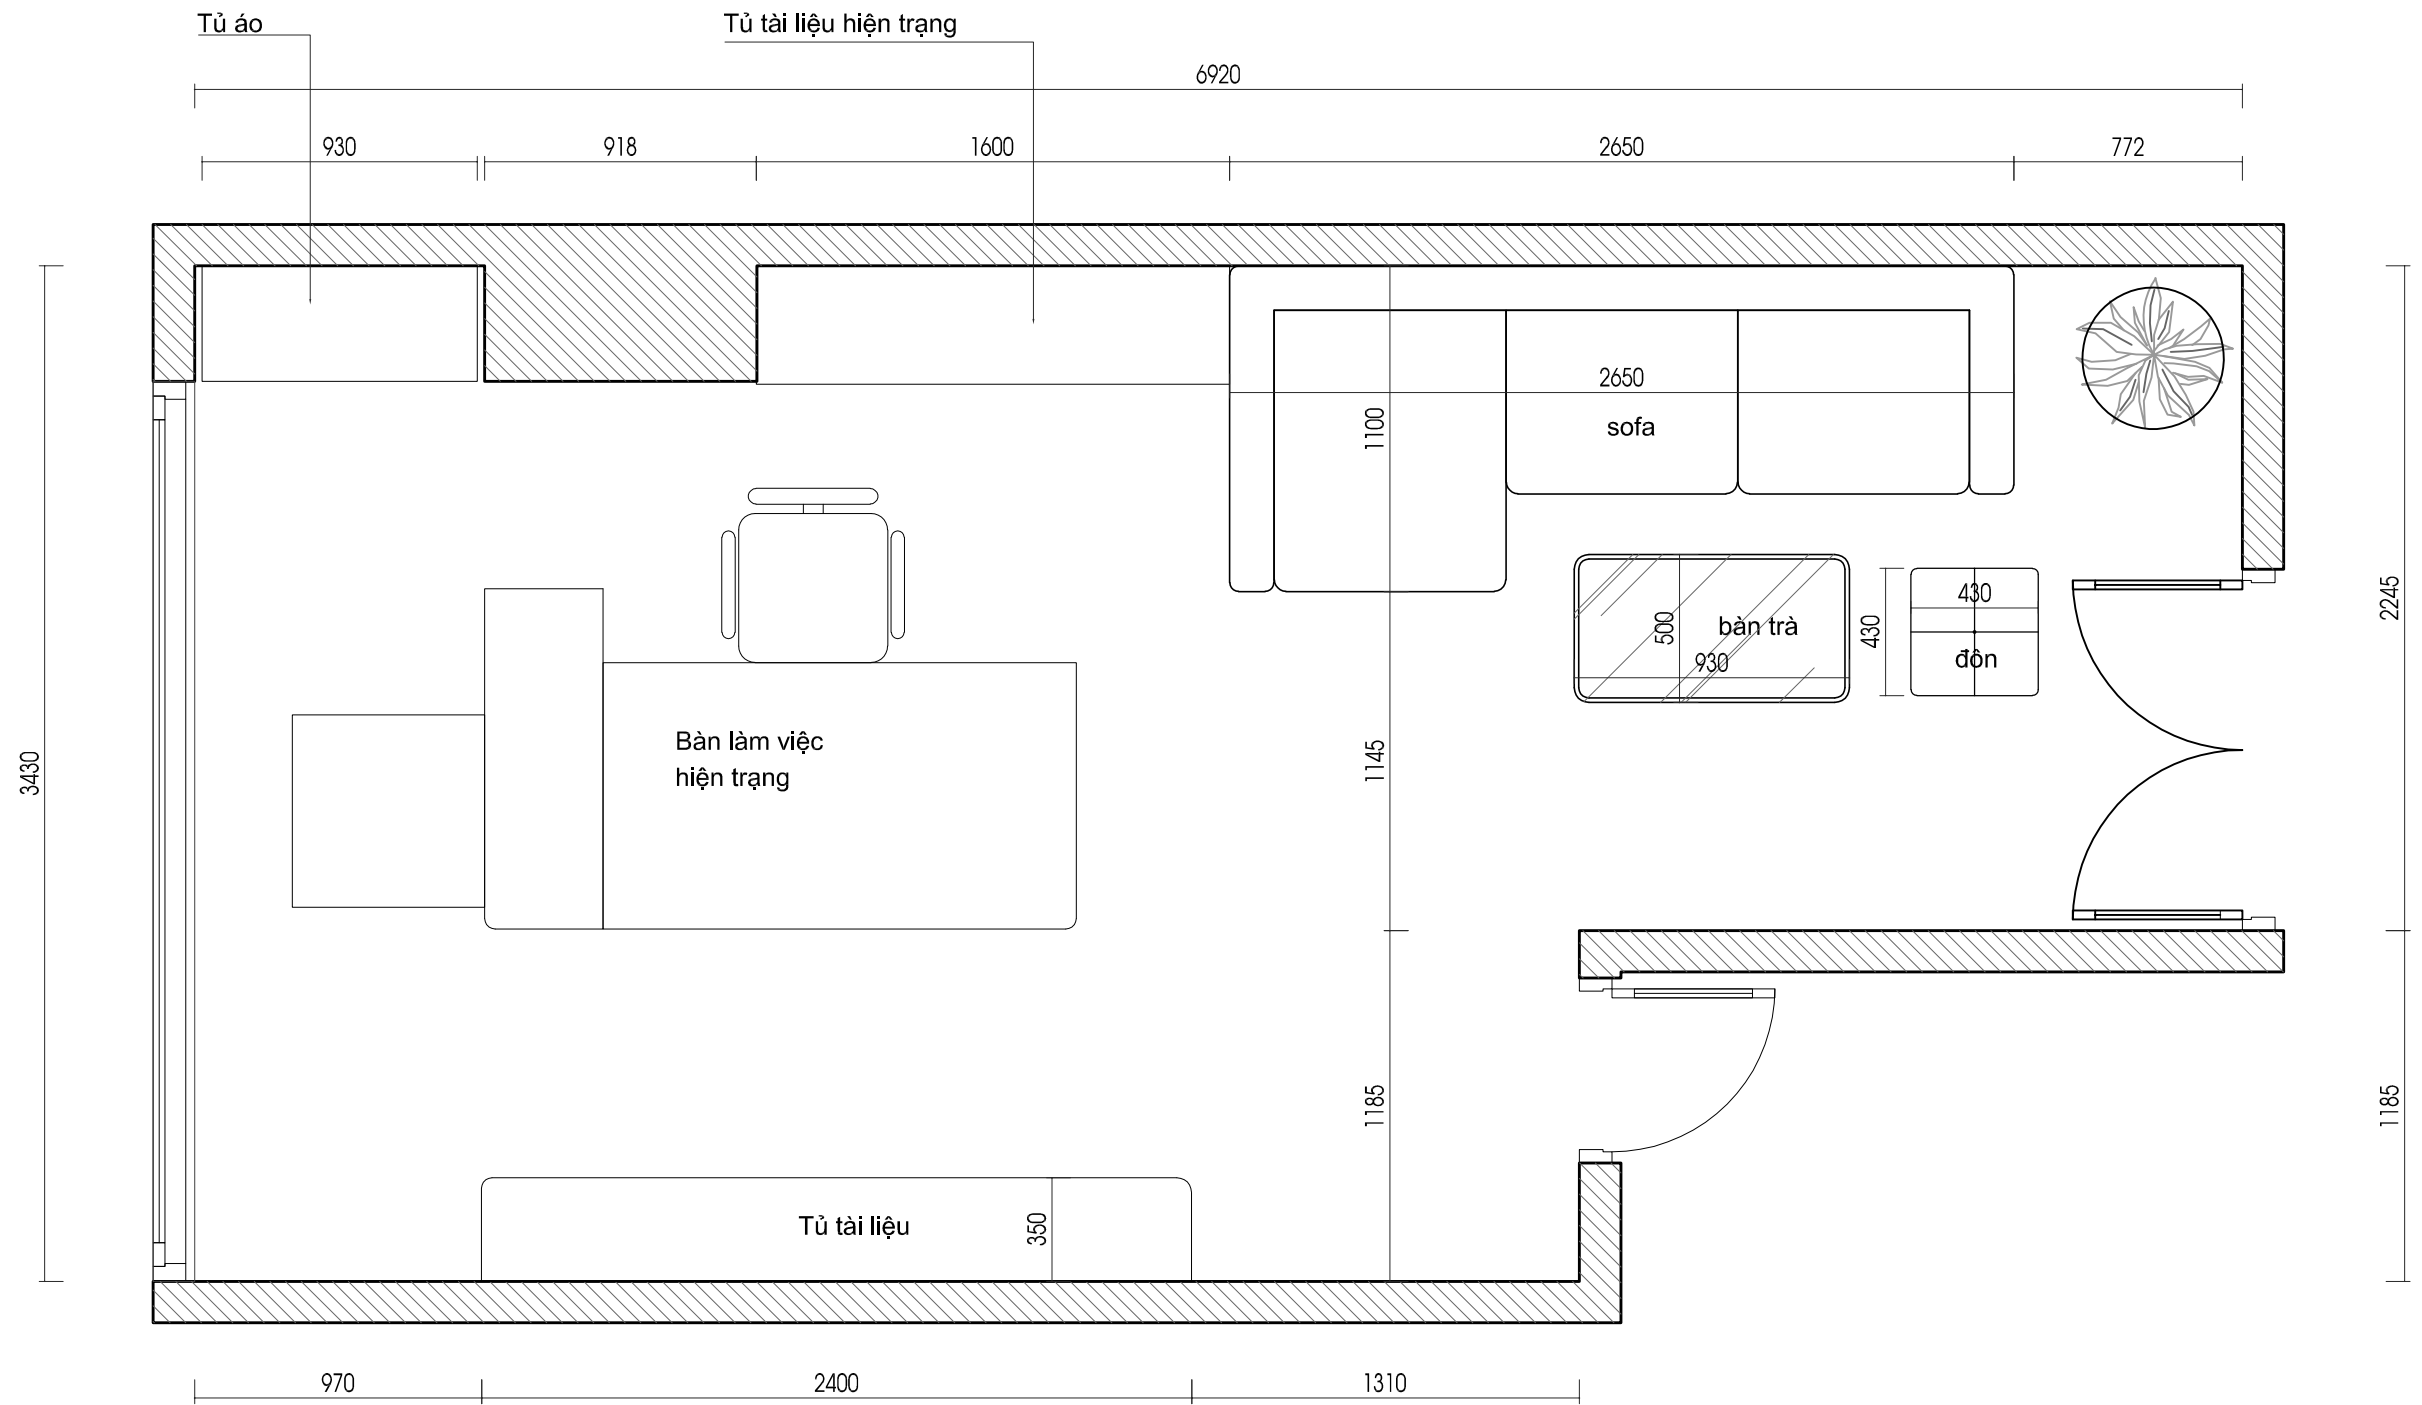 Tủ áo
Tủ tài liệu hiện trạng
6920
930
918
1600
2650
772
2650
1100
sofa
430
500
bàn trà
430
2245
đôn
930
Bàn làm việc
hiện trạng
3430
1145
1185
1185
Tủ tài liệu
350
970
2400
1310